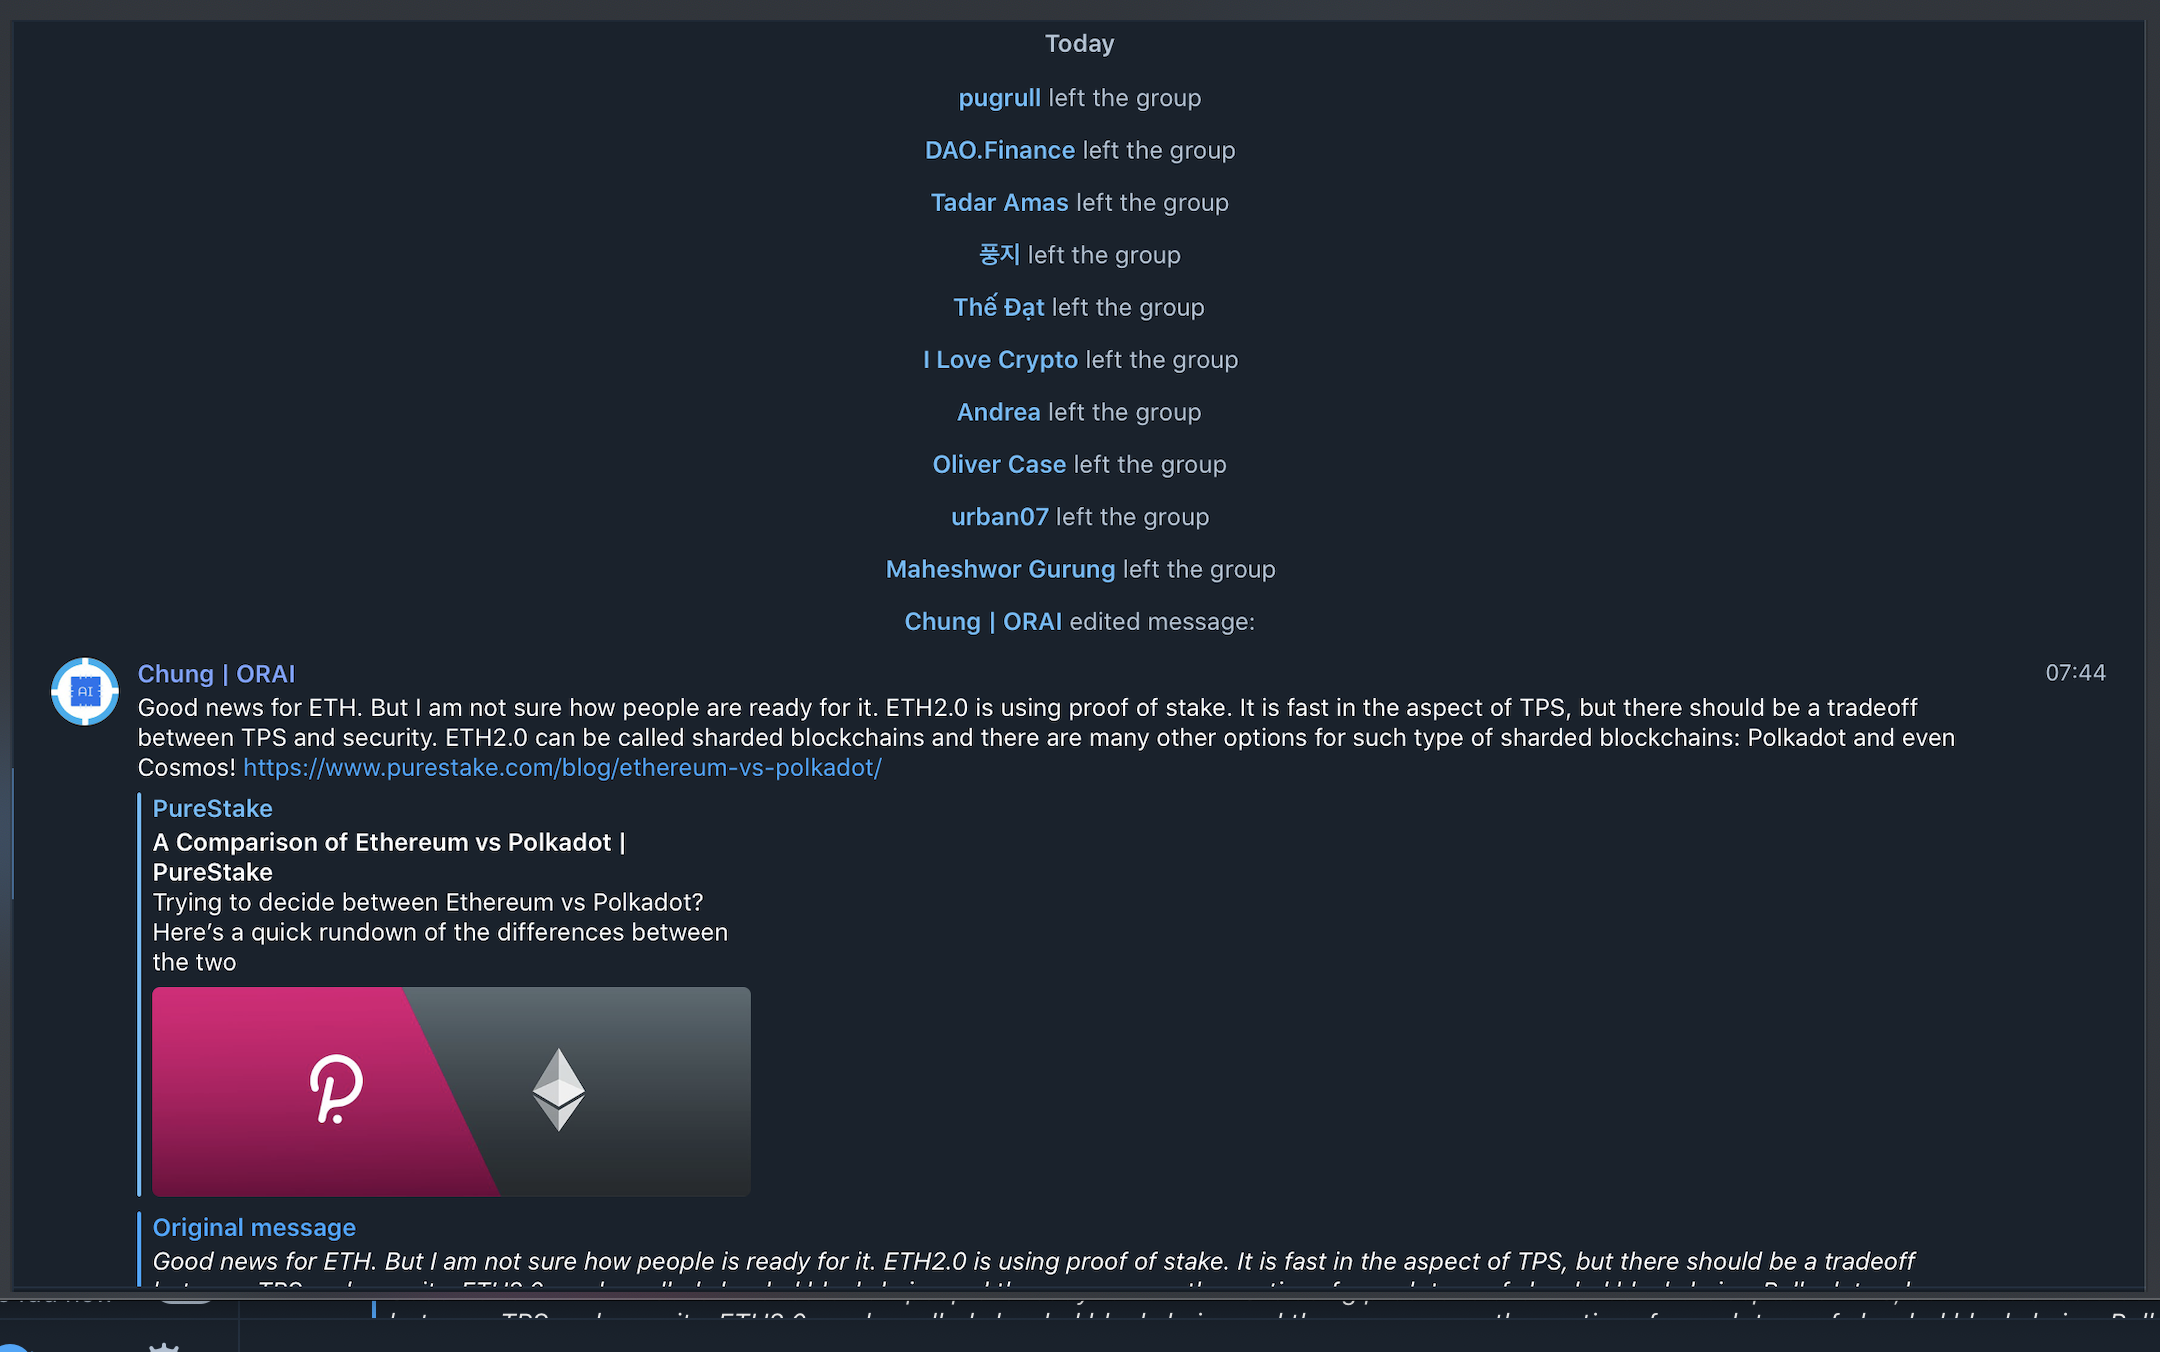 Today
pugrull left the group
DAO.Finance left the group
Tadar Amas left the group
풍지 left the group
Thế Đạt left the group
I Love Crypto left the group
Andrea left the group
Oliver Case left the group
urban07 left the group
Maheshwor Gurung left the group
Chung | ORAI edited message:
Chung | ORAI 07:44
AI
Good news for ETH. But I am not sure how people are ready for it. ETH2.0 is using proof of stake. It is fast in the aspect of TPS, but there should be a tradeoff
between TPS and security. ETH2.0 can be called sharded blockchains and there are many other options for such type of sharded blockchains: Polkadot and even
Cosmos! https://www.purestake.com/blog/ethereum-vs-polkadot/
PureStake
A Comparison of Ethereum vs Polkadot |
PureStake
Trying to decide between Ethereum vs Polkadot?
Here’s a quick rundown of the differences between
the two
Original message
Good news for ETH. But I am not sure how people is ready for it. ETH2.0 is using proof of stake. It is fast in the aspect of TPS, but there should be a tradeoff